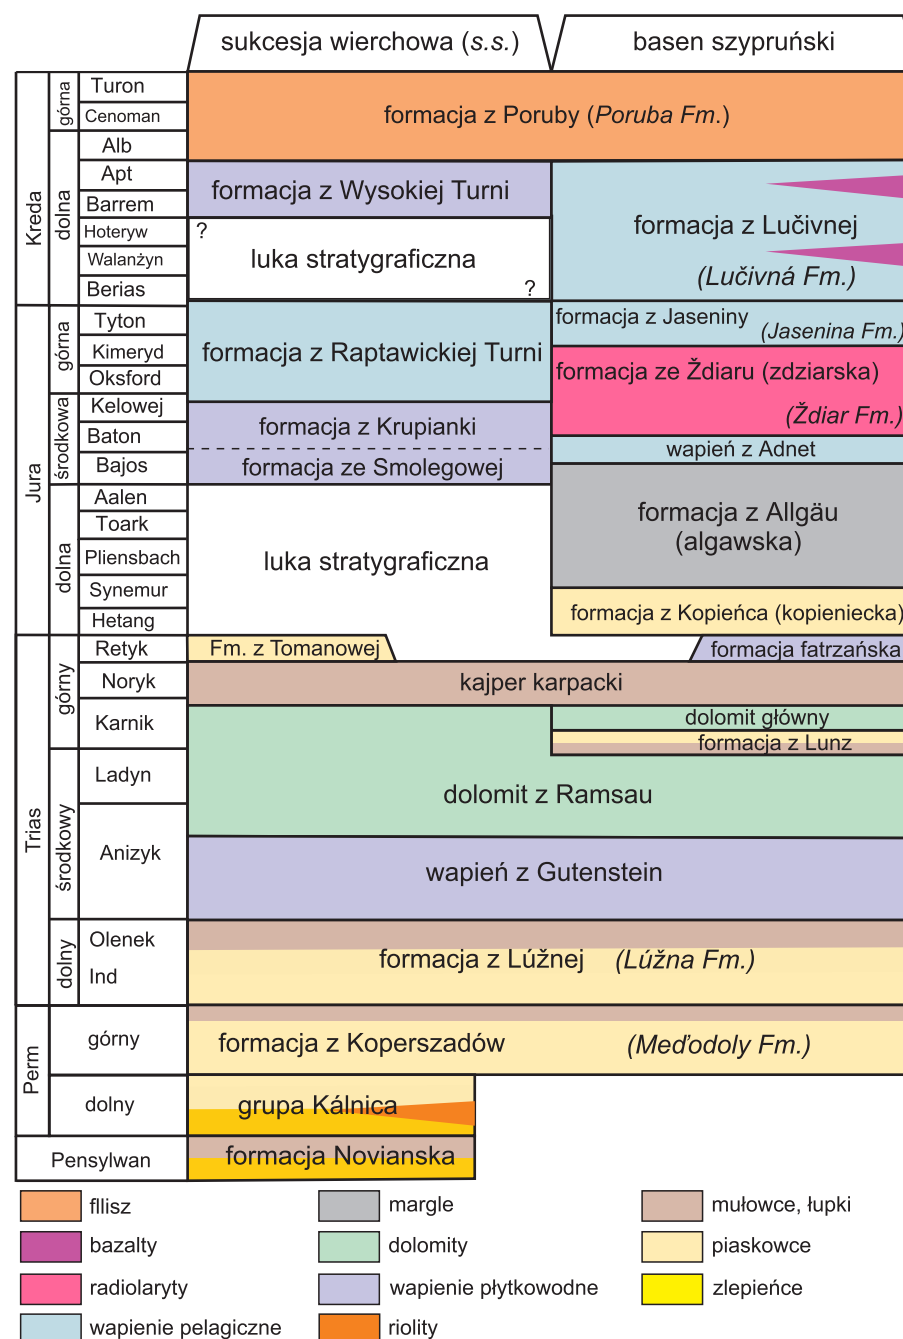 sukcesja wierchowa (s.s.)
basen szypruński
Kreda
górna
Turon
Cenoman
formacja z Poruby (Poruba Fm.)
dolna
Alb
Apt
Barrem
Hoteryw
Walanżyn
Berias
formacja z Wysokiej Turni
?
luka stratygraficzna
?
formacja z Lučivnej
(Lučivná Fm.)
Jura
górna
Tyton
Kimeryd
Oksford
formacja z Raptawickiej Turni
formacja z Jaseniny
(Jasenina Fm.)
formacja ze Ždiaru (zdziarska)
(Ždiar Fm.)
środkowa
Kelowej
Baton
Bajos
formacja z Krupianki
formacja ze Smolegowej
wapień z Adnet
dolna
Aalen
Toark
Pliensbach
Synemur
Hetang
luka stratygraficzna
formacja z Allgäu
(algawska)
formacja z Kopieńca (kopieniecka)
Trias
górny
Retyk
Noryk
Karnik
Fm. z Tomanowej
formacja fatrzańska
kajper karpacki
dolomit główny
formacja z Lunz
środkowy
Ladyn
Anizyk
dolomit z Ramsau
wapień z Gutenstein
dolny
Olenek
Ind
formacja z Lúžnej (Lúžna Fm.)
Perm
górny
formacja z Koperszadów (Meďodoly Fm.)
dolny
grupa Kálnica
Pensylwan
formacja Novianska
fllisz
margle
mułowce, łupki
bazalty
dolomity
piaskowce
radiolaryty
wapienie płytkowodne
zlepieńce
wapienie pelagiczne
riolity